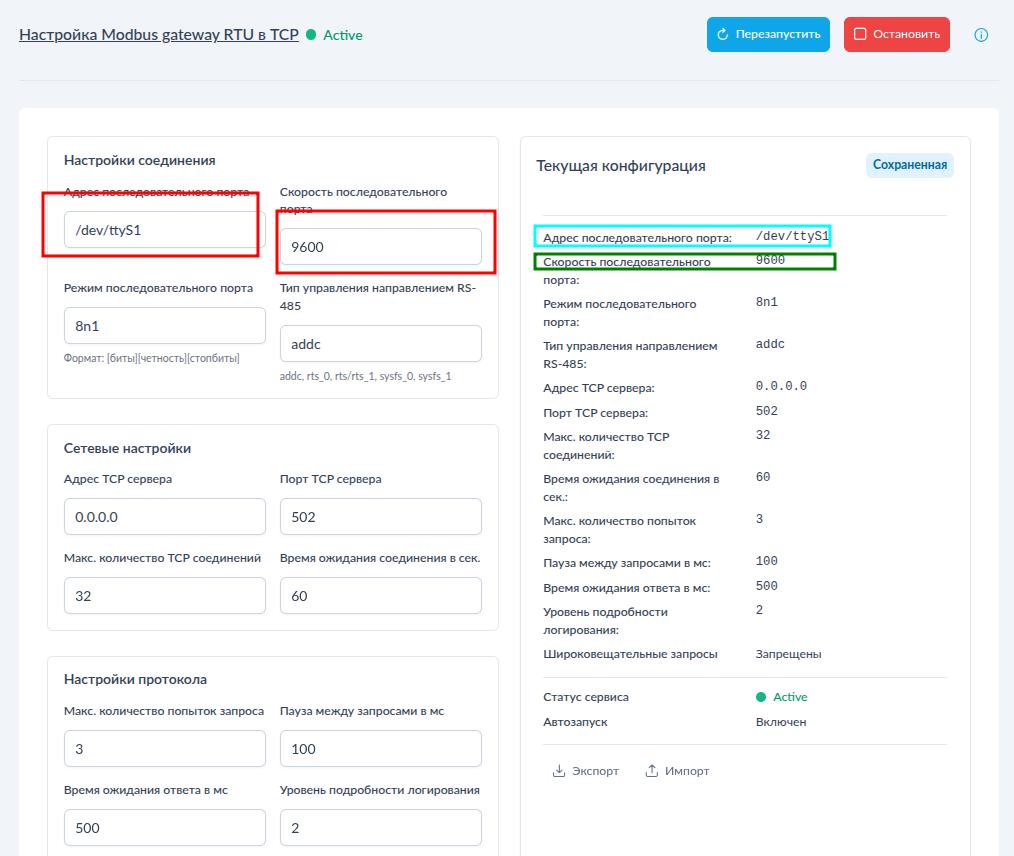 Настройка Modbus gateway RTU в TCP
Active
Перезапустить
Остановить
Настройки соединения
Адрес последовательного порта
/dev/ttyS1
Скорость последовательного
порта
9600
Режим последовательного порта
8n1
Формат: [биты][четность][стопбиты]
Тип управления направлением RS-
485
addc
addc, rts_0, rts/rts_1, sysfs_0, sysfs_1
Сетевые настройки
Адрес TCP сервера
0.0.0.0
Порт TCP сервера
502
Макс. количество TCP соединений
32
Время ожидания соединения в сек.
60
Настройки протокола
Макс. количество попыток запроса
3
Пауза между запросами в мс
100
Время ожидания ответа в мс
500
Уровень подробности логирования
2
Текущая конфигурация
Сохраненная
Адрес последовательного порта: /dev/ttyS1
Скорость последовательного 9600
порта:
Режим последовательного 8n1
порта:
Тип управления направлением addc
RS-485:
Адрес TCP сервера: 0.0.0.0
Порт TCP сервера: 502
Макс. количество TCP 32
соединений:
Время ожидания соединения в 60
сек.:
Макс. количество попыток 3
запроса:
Пауза между запросами в мс: 100
Время ожидания ответа в мс: 500
Уровень подробности 2
логирования:
Широковещательные запросы Запрещены
Статус сервиса Active
Автозапуск Включен
Экспорт
Импорт